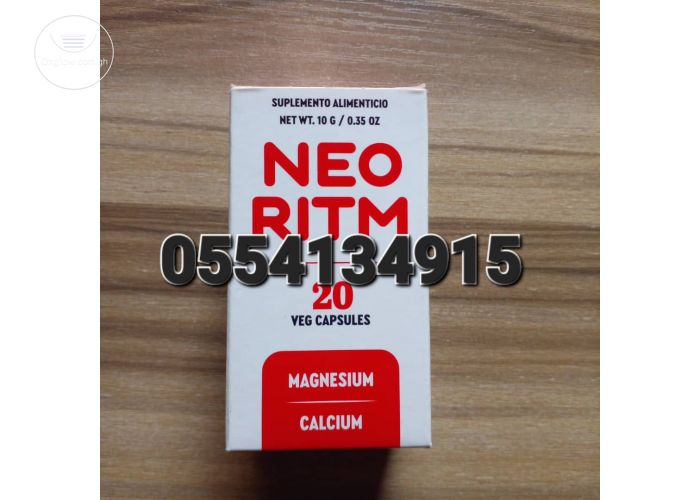 SUPLEMENTO ALIMENTICIO
NET WT. 10 G / 0.35 OZ
NEO
RITM
0554134915
20
VEG CAPSULES
MAGNESIUM
CALCIUM